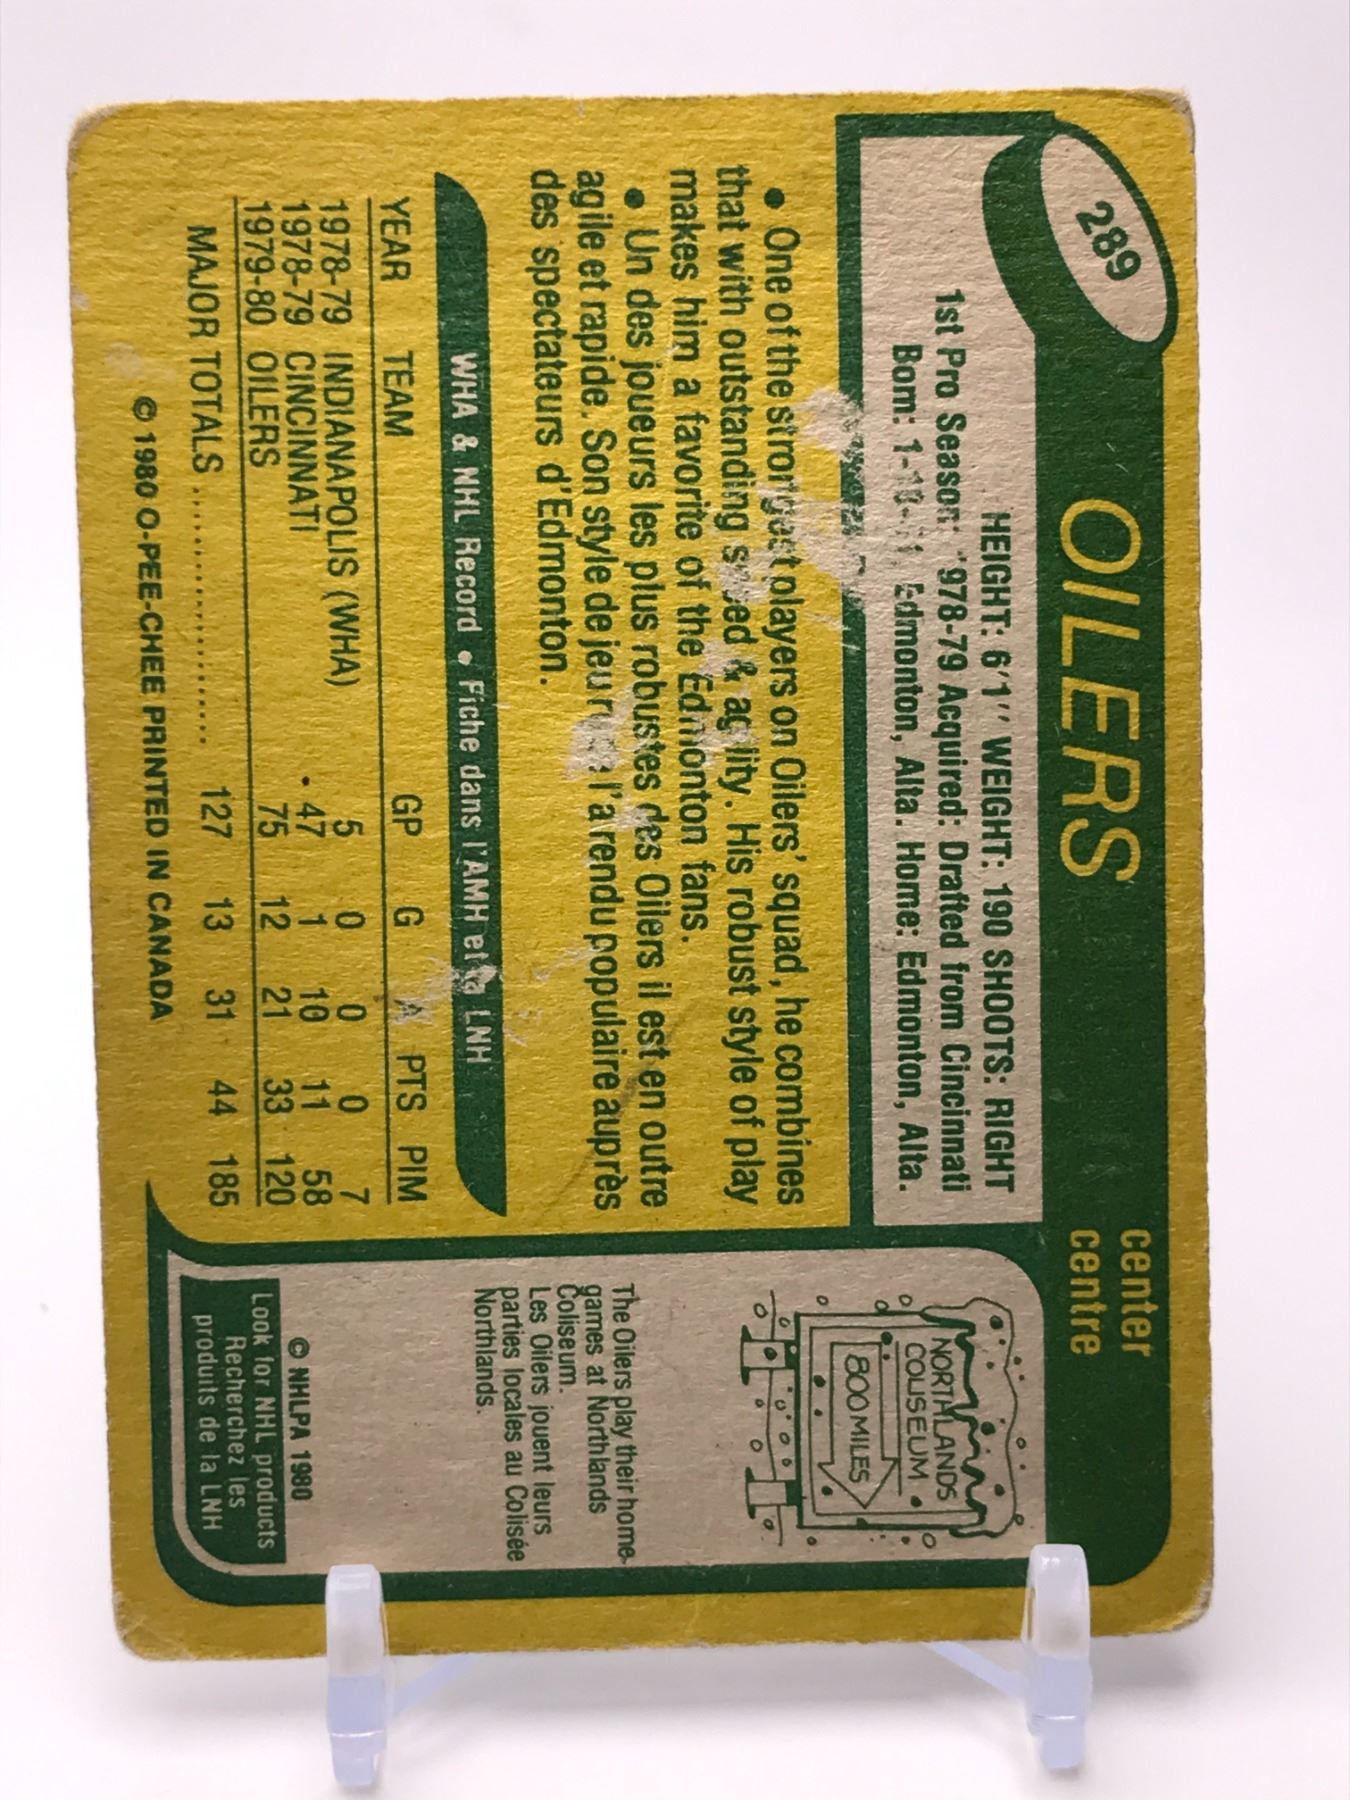 289
OILERS
center
centre
HEIGHT: 6'1'' WEIGHT: 190 SHOOTS: RIGHT
1st Pro Season: 1978-79 Acquired: Drafted from Cincinnati
Born: Edmonton, Alta. Home: Edmonton, Alta.
• One of the strongest players on Oilers' squad, he combines
that with outstanding speed & agility. His robust style of play
makes him a favorite of the Edmonton fans.
• Un des joueurs les plus robustes des Oilers il est en outre
agile et rapide. Son style de jeu l'a rendu populaire auprès
des spectateurs d'Edmonton.
WHA & NHL Record • Fiche dans l'AMH et la LNH
YEAR TEAM GP G A PTS PIM
1978-79 INDIANAPOLIS (WHA) 5 0 0 0 7
1978-79 CINCINNATI 47 1 10 11 58
1979-80 OILERS 75 12 21 33 120
MAJOR TOTALS .................... 127 13 31 44 185
© 1980 O-PEE-CHEE PRINTED IN CANADA
NORTHLANDS
COLISEUM
800 MILES
The Oilers play their home
games at Northlands
Coliseum.
Les Oilers jouent leurs
parties locales au Colisée
Northlands.
© NHLPA 1980
Look for NHL products
Recherchez les
produits de la LNH